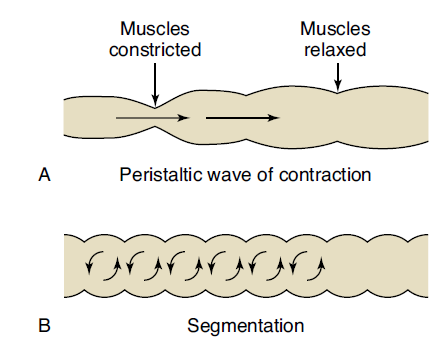 Muscles
constricted
Muscles
relaxed
A
Peristaltic wave of contraction
B
Segmentation